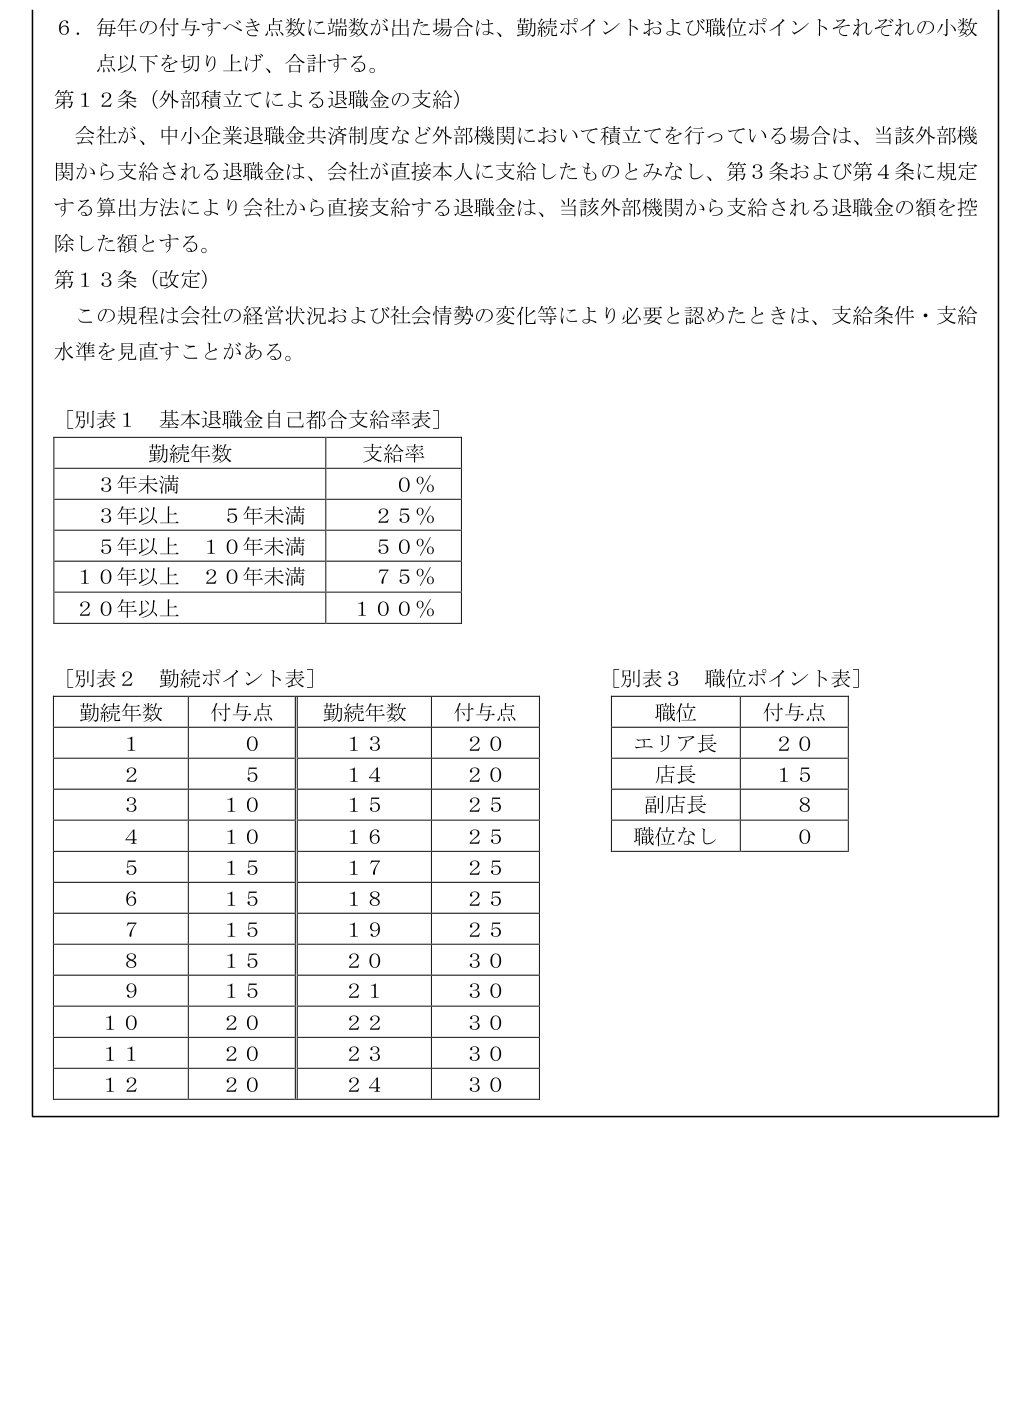 ６．毎年の付与すべき点数に端数が出た場合は、勤続ポイントおよび職位ポイントそれぞれの小数
点以下を切り上げ、合計する。
第１２条（外部積立てによる退職金の支給）
会社が、中小企業退職金共済制度など外部機関において積立てを行っている場合は、当該外部機
関から支給される退職金は、会社が直接本人に支給したものとみなし、第３条および第４条に規定
する算出方法により会社から直接支給する退職金は、当該外部機関から支給される退職金の額を控
除した額とする。
第１３条（改定）
この規程は会社の経営状況および社会情勢の変化等により必要と認めたときは、支給条件・支給
水準を見直すことがある。
［別表１　基本退職金自己都合支給率表］
勤続年数　支給率
３年未満　０％
３年以上　５年未満　２５％
５年以上　１０年未満　５０％
１０年以上　２０年未満　７５％
２０年以上　１００％
［別表２　勤続ポイント表］
勤続年数　付与点　勤続年数　付与点
１　０　１３　２０
２　５　１４　２０
３　１０　１５　２５
４　１０　１６　２５
５　１５　１７　２５
６　１５　１８　２５
７　１５　１９　２５
８　１５　２０　３０
９　１５　２１　３０
１０　２０　２２　３０
１１　２０　２３　３０
１２　２０　２４　３０
［別表３　職位ポイント表］
職位　付与点
エリア長　２０
店長　１５
副店長　８
職位なし　０